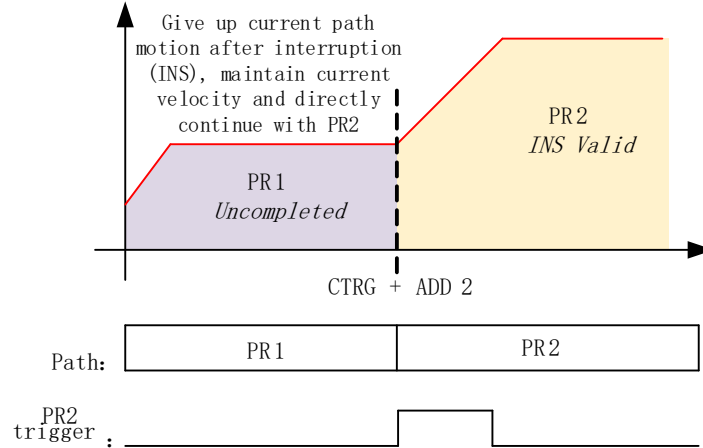 Give up current path
motion after interruption
(INS), maintain current
velocity and directly
continue with PR2
PR1
Uncompleted
PR2
INS Valid
CTRG + ADD 2
Path:
PR1
PR2
PR2
trigger :